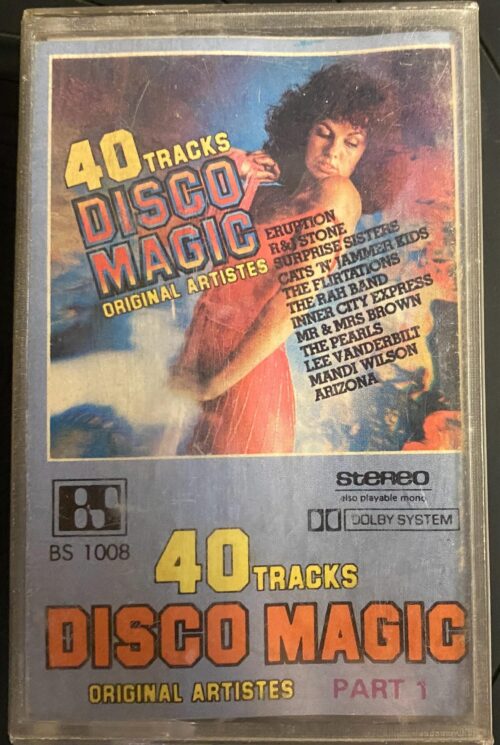 40 TRACKS
DISCO
MAGIC
ORIGINAL ARTISTES
ERUPTION
R&J STONE
SURPRISE SISTERS
CATS 'N' JAMMER KIDS
THE FLIRTATIONS
THE RAH BAND
INNER CITY EXPRESS
MR & MRS BROWN
THE PEARLS
LEE VANDERBILT
MANDI WILSON
ARIZONA
BS
BS 1008
STEREO
also playable mono
DOLBY SYSTEM
40 TRACKS
DISCO MAGIC
ORIGINAL ARTISTES PART 1